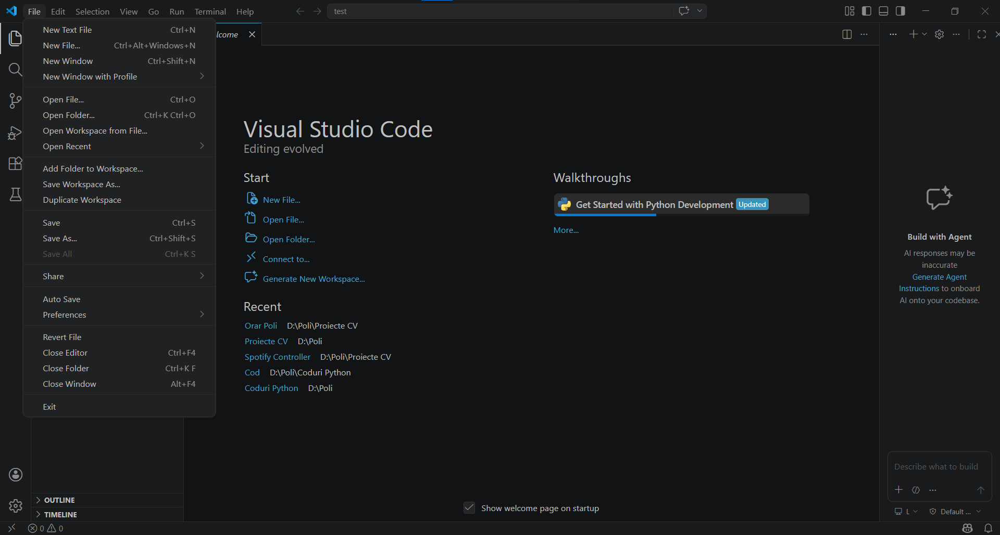 File Edit Selection View Go Run Terminal Help
test
New Text File Ctrl+N
New File... Ctrl+Alt+Windows+N
New Window Ctrl+Shift+N
New Window with Profile
Open File... Ctrl+O
Open Folder... Ctrl+K Ctrl+O
Open Workspace from File...
Open Recent
Add Folder to Workspace...
Save Workspace As...
Duplicate Workspace
Save Ctrl+S
Save As... Ctrl+Shift+S
Save All Ctrl+K S
Share
Auto Save
Preferences
Revert File
Close Editor Ctrl+F4
Close Folder Ctrl+K F
Close Window Alt+F4
Exit
OUTLINE
TIMELINE
lcome
Visual Studio Code
Editing evolved
Start
New File...
Open File...
Open Folder...
Connect to...
Generate New Workspace...
Recent
Orar Poli D:\Poli\Proiecte CV
Proiecte CV D:\Poli
Spotify Controller D:\Poli\Proiecte CV
Cod D:\Poli\Coduri Python
Coduri Python D:\Poli
Walkthroughs
Get Started with Python Development Updated
More...
Show welcome page on startup
Build with Agent
AI responses may be
inaccurate
Generate Agent
Instructions to onboard
AI onto your codebase.
Describe what to build
L Default ...
0 0